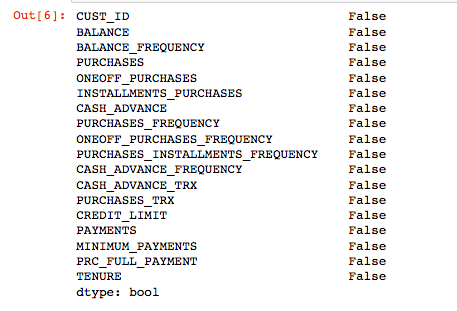 Out[6]: CUST_ID False
BALANCE False
BALANCE_FREQUENCY False
PURCHASES False
ONEOFF_PURCHASES False
INSTALLMENTS_PURCHASES False
CASH_ADVANCE False
PURCHASES_FREQUENCY False
ONEOFF_PURCHASES_FREQUENCY False
PURCHASES_INSTALLMENTS_FREQUENCY False
CASH_ADVANCE_FREQUENCY False
CASH_ADVANCE_TRX False
PURCHASES_TRX False
CREDIT_LIMIT False
PAYMENTS False
MINIMUM_PAYMENTS False
PRC_FULL_PAYMENT False
TENURE False
dtype: bool